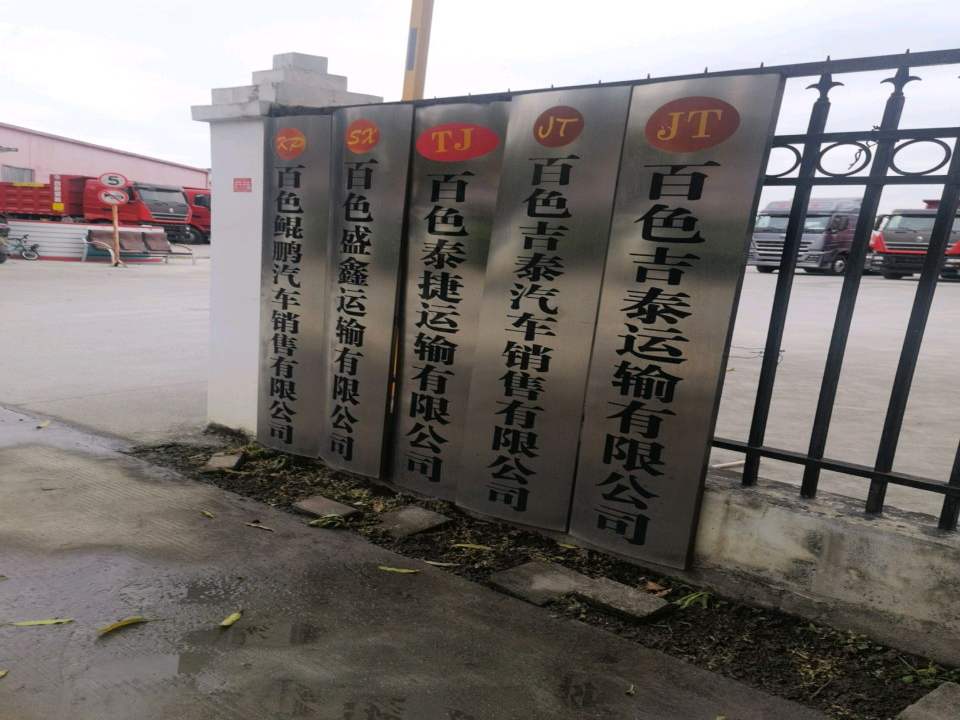 KP
百色鲲鹏汽车销售有限公司
SX
百色盛鑫运输有限公司
TJ
百色泰捷运输有限公司
JT
百色吉泰汽车销售有限公司
JT
百色吉泰运输有限公司
5